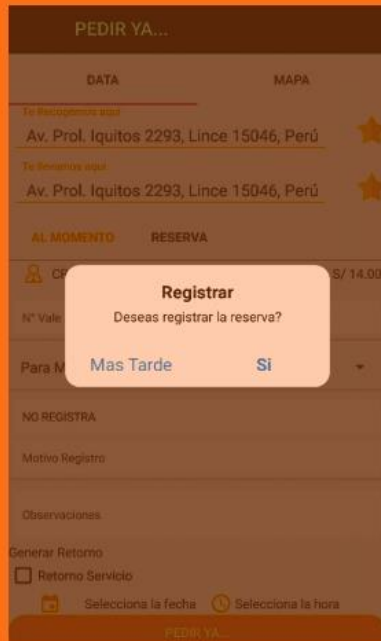 PEDIR YA...
DATA MAPA
Te Recogemos aquí
Av. Prol. Iquitos 2293, Lince 15046, Perú
Te llevamos aquí
Av. Prol. Iquitos 2293, Lince 15046, Perú
AL MOMENTO RESERVA
S/ 14.00
Registrar
N° Vale
Deseas registrar la reserva?
Para M
Mas Tarde Si
NO REGISTRA
Motivo Registro
Observaciones
Generar Retorno
Retorno Servicio
Selecciona la fecha Selecciona la hora
PEDIR YA...